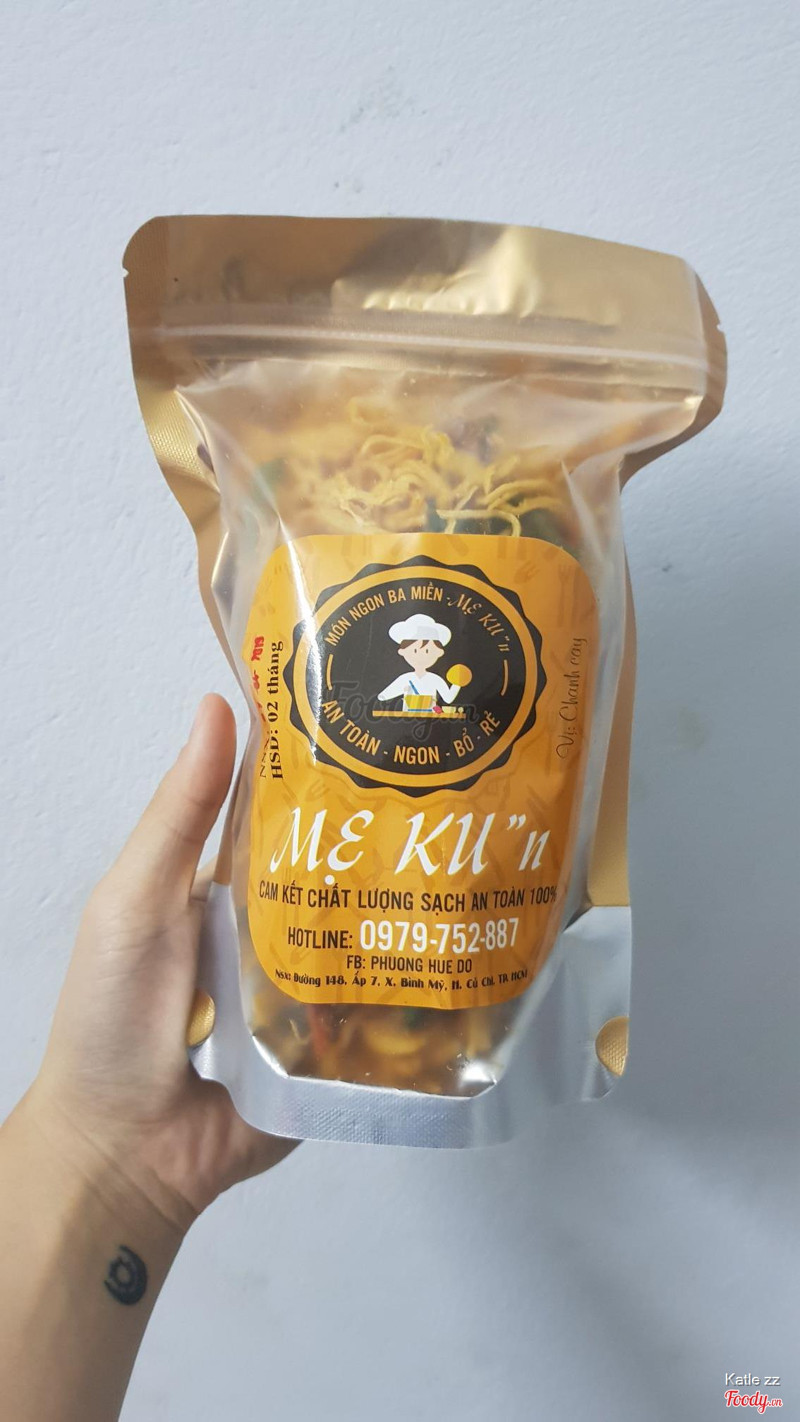 MÓN NGON BA MIỀN - MẸ KU"n
AN TOÀN - NGON - BỔ - RẺ
HSD: 02 tháng
Vị: Chanh cay
MẸ KU"n
CAM KẾT CHẤT LƯỢNG SẠCH AN TOÀN 100%
HOTLINE: 0979-752-887
FB: PHUONG HUE DO
Nsx: Đường 148, Ấp 7, X. Bình Mỹ, H. Củ Chi, TP. HCM
Foody.vn
Katle zz
Foody.vn